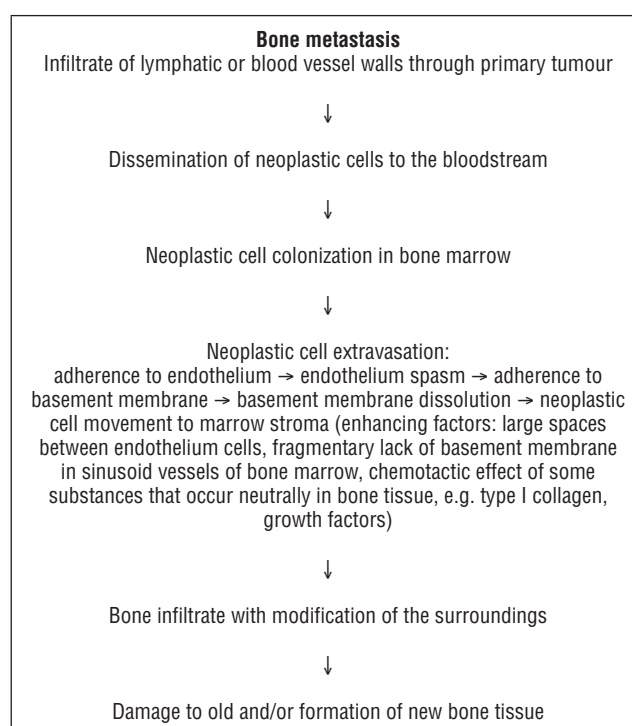 Bone metastasis
Infiltrate of lymphatic or blood vessel walls through primary tumour
↓
Dissemination of neoplastic cells to the bloodstream
↓
Neoplastic cell colonization in bone marrow
↓
Neoplastic cell extravasation:
adherence to endothelium → endothelium spasm → adherence to
basement membrane → basement membrane dissolution → neoplastic
cell movement to marrow stroma (enhancing factors: large spaces
between endothelium cells, fragmentary lack of basement membrane
in sinusoid vessels of bone marrow, chemotactic effect of some
substances that occur neutrally in bone tissue, e.g. type I collagen,
growth factors)
↓
Bone infiltrate with modification of the surroundings
↓
Damage to old and/or formation of new bone tissue